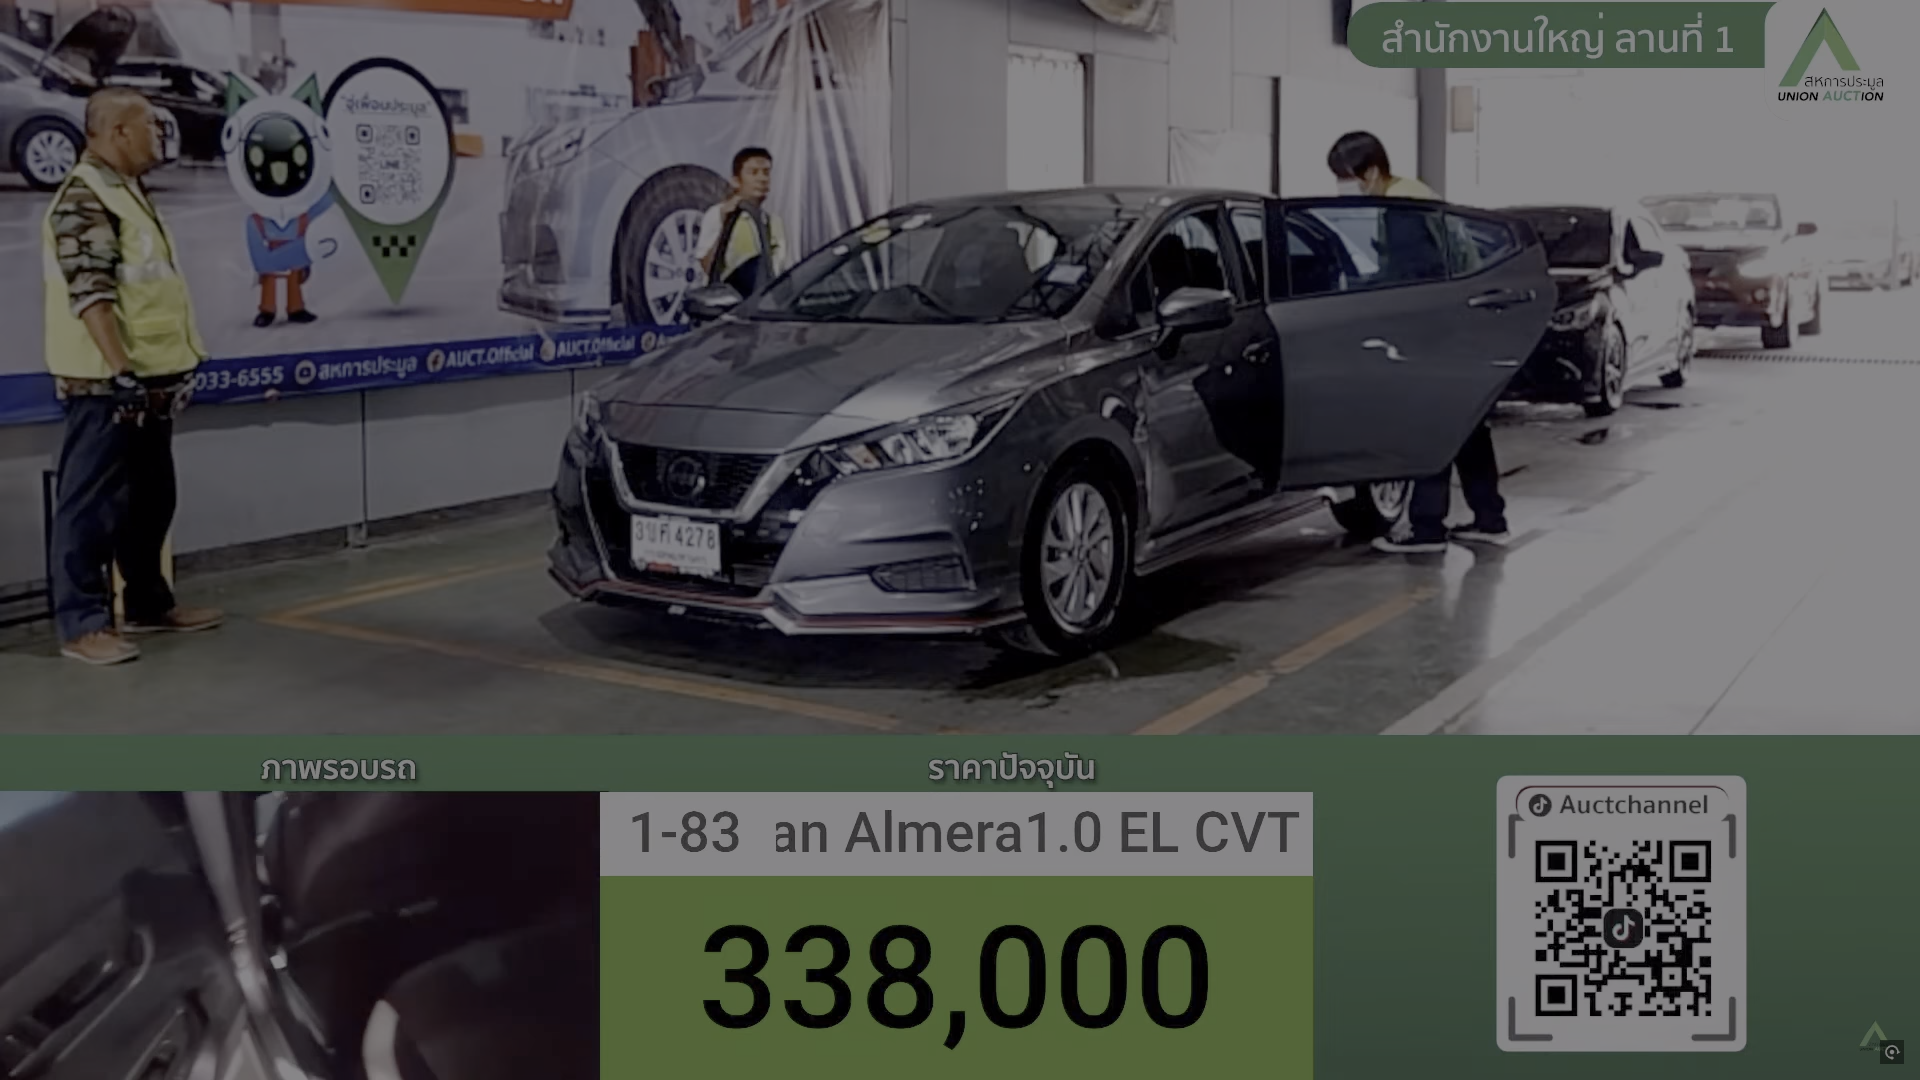 สำนักงานใหญ่ ลานที่ 1
สหการประมูล
UNION AUCTION
"อู่เพื่อนประมูล"
LINE
033-6555 สหการประมูล AUCT.Official AUCT.Official
4278
ภาพรอบรถ
ราคาปัจจุบัน
1-83 an Almera1.0 EL CVT
338,000
Auctchannel